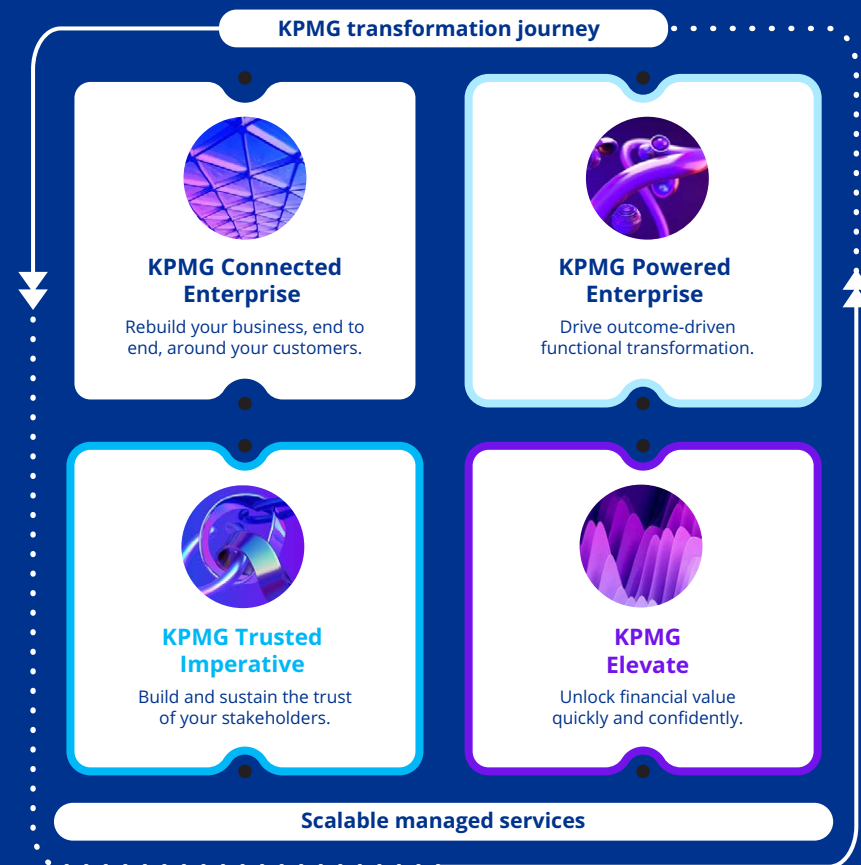 KPMG transformation journey
KPMG Connected
Enterprise
Rebuild your business, end to
end, around your customers.
KPMG Powered
Enterprise
Drive outcome-driven
functional transformation.
KPMG Trusted
Imperative
Build and sustain the trust
of your stakeholders.
KPMG
Elevate
Unlock financial value
quickly and confidently.
Scalable managed services